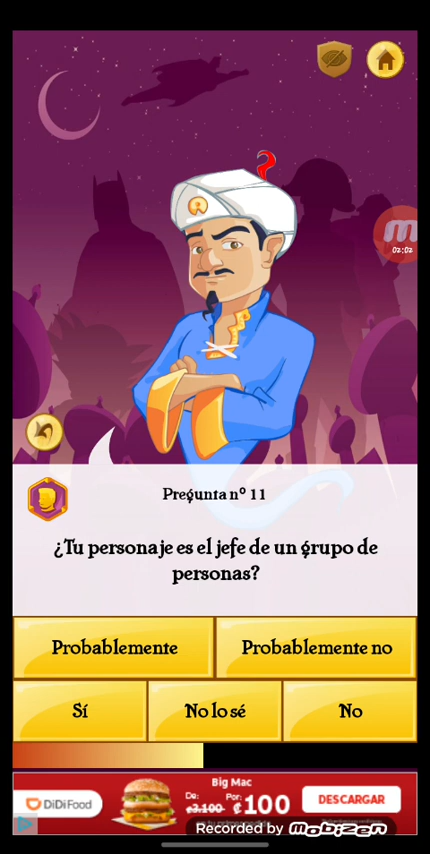 02:02
Pregunta nº 11
¿Tu personaje es el jefe de un grupo de
personas?
Probablemente
Probablemente no
Sí
No lo sé
No
DiDi Food
Big Mac
De:
Por:
₡3.100
₡100
DESCARGAR
Recorded by mobizen